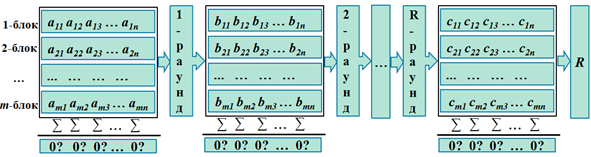 1-блок a11 a12 a13 … a1n b11 b12 b13 … b1n c11 c12 c13 … c1n
2-блок a21 a22 a23 … a2n b21 b22 b23 … b2n c21 c22 c23 … c2n
… ... ... ... ... ... ... ... ... ... ... ... ...
m-блок am1 am2 am3 … amn bm1 bm2 bm3 … bmn cm1 cm2 cm3 … cmn
1-раунд
2-раунд
…
R-раунд
R
∑ ∑ ∑ … ∑ ∑ ∑ ∑ … ∑ ∑ ∑ ∑ … ∑
0? 0? 0?... 0? 0? 0? 0?... 0? 0? 0? 0?... 0?